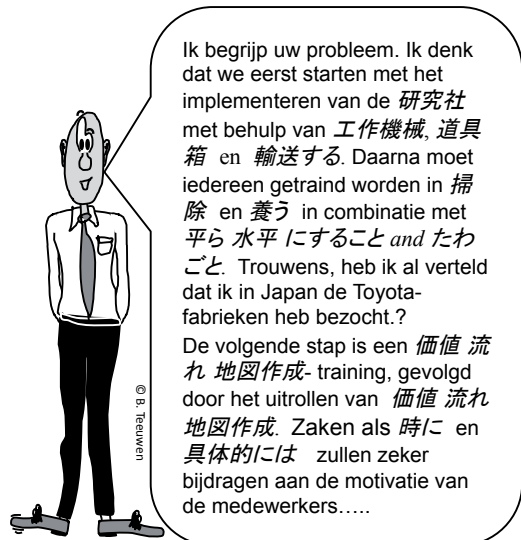 Ik begrijp uw probleem. Ik denk
dat we eerst starten met het
implementeren van de 研究社
met behulp van 工作機械, 道具
箱 en 輸送する. Daarna moet
iedereen getraind worden in 掃
除 en 養う in combinatie met
平ら 水平 にすること and たわ
ごと. Trouwens, heb ik al verteld
dat ik in Japan de Toyota-
fabrieken heb bezocht.?
De volgende stap is een 価値 流
れ 地図作成- training, gevolgd
door het uitrollen van 価値 流れ
地図作成. Zaken als 時に en
具体的には zullen zeker
bijdragen aan de motivatie van
de medewerkers…..
© B. Teeuwen